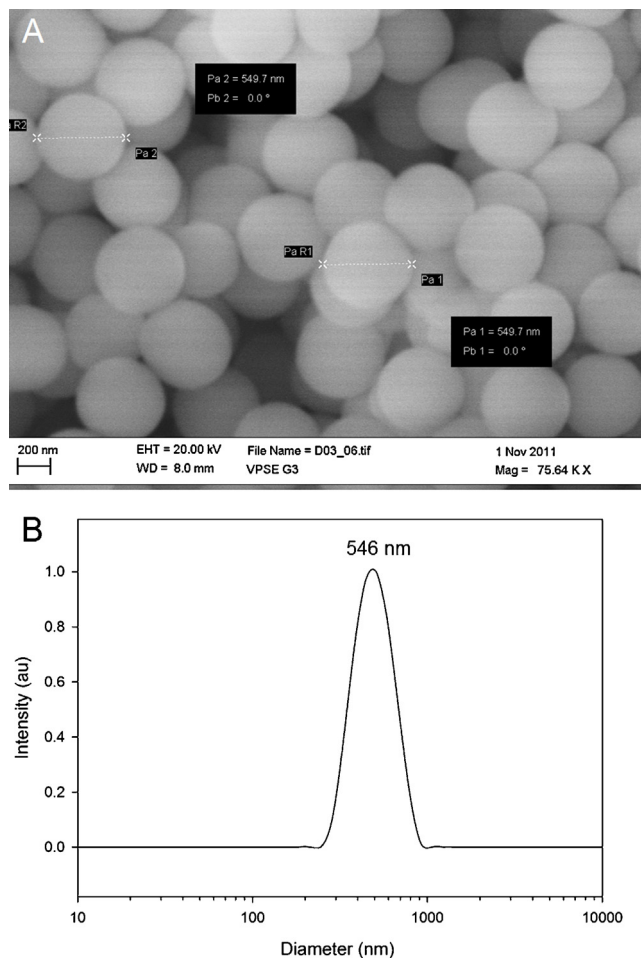 A
Pa 2 = 549.7 nm
Pb 2 = 0.0 °
a R2
Pa 2
Pa R1
Pa 1
Pa 1 = 549.7 nm
Pb 1 = 0.0 °
200 nm
EHT = 20.00 kV
File Name = D03_06.tif
1 Nov 2011
WD = 8.0 mm
VPSE G3
Mag = 75.64 K X
B
546 nm
1.0
0.8
0.6
0.4
0.2
0.0
Intensity (au)
10
100
1000
10000
Diameter (nm)